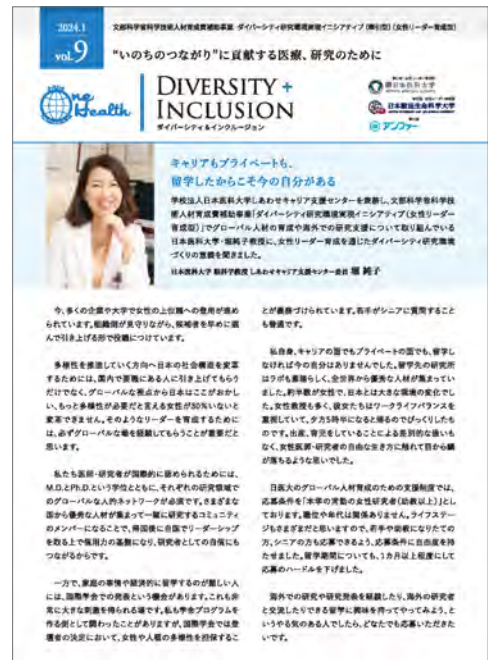 2024.1
vol.9
文部科学省科学技術人材育成費補助事業 ダイバーシティ研究環境実現イニシアティブ(牽引型)(女性リーダー育成型)
“いのちのつながり”に貢献する医療、研究のために
One Health
DIVERSITY +
INCLUSION
ダイバーシティ&インクルージョン
日本医科大学
日本獣医生命科学大学
アンファー
キャリアもプライベートも、
留学したからこそ今の自分がある
学校法人日本医科大学しあわせキャリア支援センターを兼務し、文部科学省科学技
術人材育成費補助事業「ダイバーシティ研究環境実現イニシアティブ(女性リーダー
育成型)」でグローバル人材の育成や海外での研究支援について取り組んでいる
日本医科大学・堀純子教授に、女性リーダー育成を通じたダイバーシティ研究環境
づくりの意義を聞きました。
日本医科大学 眼科学教授 しあわせキャリア支援センター委員 堀 純子
今、多くの企業や大学で女性の上位職への登用が進め
られています。組織側が見守りながら、候補者を早めに選
んで引き上げる形で役職につけています。
多様性を推進していく方向へ日本の社会構造を変革
するためには、国内で要職にある人に引き上げてもらう
だけでなく、グローバルな視点から日本はここがおかし
い、もっと多様性が必要だと言える女性が30%いないと
変革できません。そのようなリーダーを育成するために
は、必ずグローバルな場を経験してもらうことが重要だと
思います。
私たち医師・研究者が国際的に認められるためには、
M.D.とPh.D.という学位とともに、それぞれの研究領域で
のグローバルな人的ネットワークが必須です。さまざまな
国から優秀な人材が集まって一緒に研究するコミュニティ
のメンバーになることで、帰国後に自国でリーダーシップ
を取る上で信用力の基盤になり、研究者としての自信にも
つながるからです。
一方で、家庭の事情や経済的に留学するのが難しい人
には、国際学会での発表という機会があります。これも非
常に大きな刺激を得られる場です。私も学会プログラムを
作る側として関わったことがありますが、国際学会では登
壇者の決定において、女性や人種の多様性を担保するこ
とが義務づけられています。若手がシニアに質問すること
も普通です。
私自身、キャリアの面でもプライベートの面でも、留学し
なければ今の自分はありませんでした。留学先の研究所
はラボも素晴らしく、全世界から優秀な人材が集まってい
ました。約半数が女性で、日本とは大きな環境の変化でし
た。女性教授も多く、彼女たちはワークライフバランスを
重視していて、夕方5時半になると帰るのでびっくりしたも
のです。出産、育児をしていることによる差別的な扱いも
なく、女性医師・研究者の自由な生き方に触れて目から鱗
が落ちるような思いでした。
日医大のグローバル人材育成のための支援制度では、
応募条件を「本学の常勤の女性研究者(助教以上)」とし
ております。職位や年代は関係ありません。ライフステー
ジもさまざまだと思いますので、若手や助教になりたての
方、シニアの方も応募できるよう、応募条件に自由度を持
たせました。留学期間についても、1カ月以上程度にして
応募のハードルを下げました。
海外での研究や研究発表を経験したり、海外の研究者
と交流したりできる留学に興味を持ってやってみよう、と
いうやる気のある人でしたら、どなたでも応募いただきた
いです。